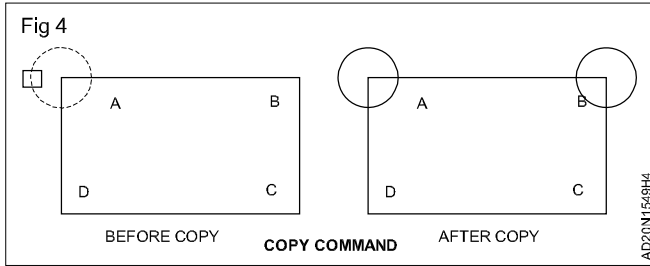 Fig 4
A
B
D
C
BEFORE COPY
A
B
D
C
AFTER COPY
COPY COMMAND
AD20N1549H4